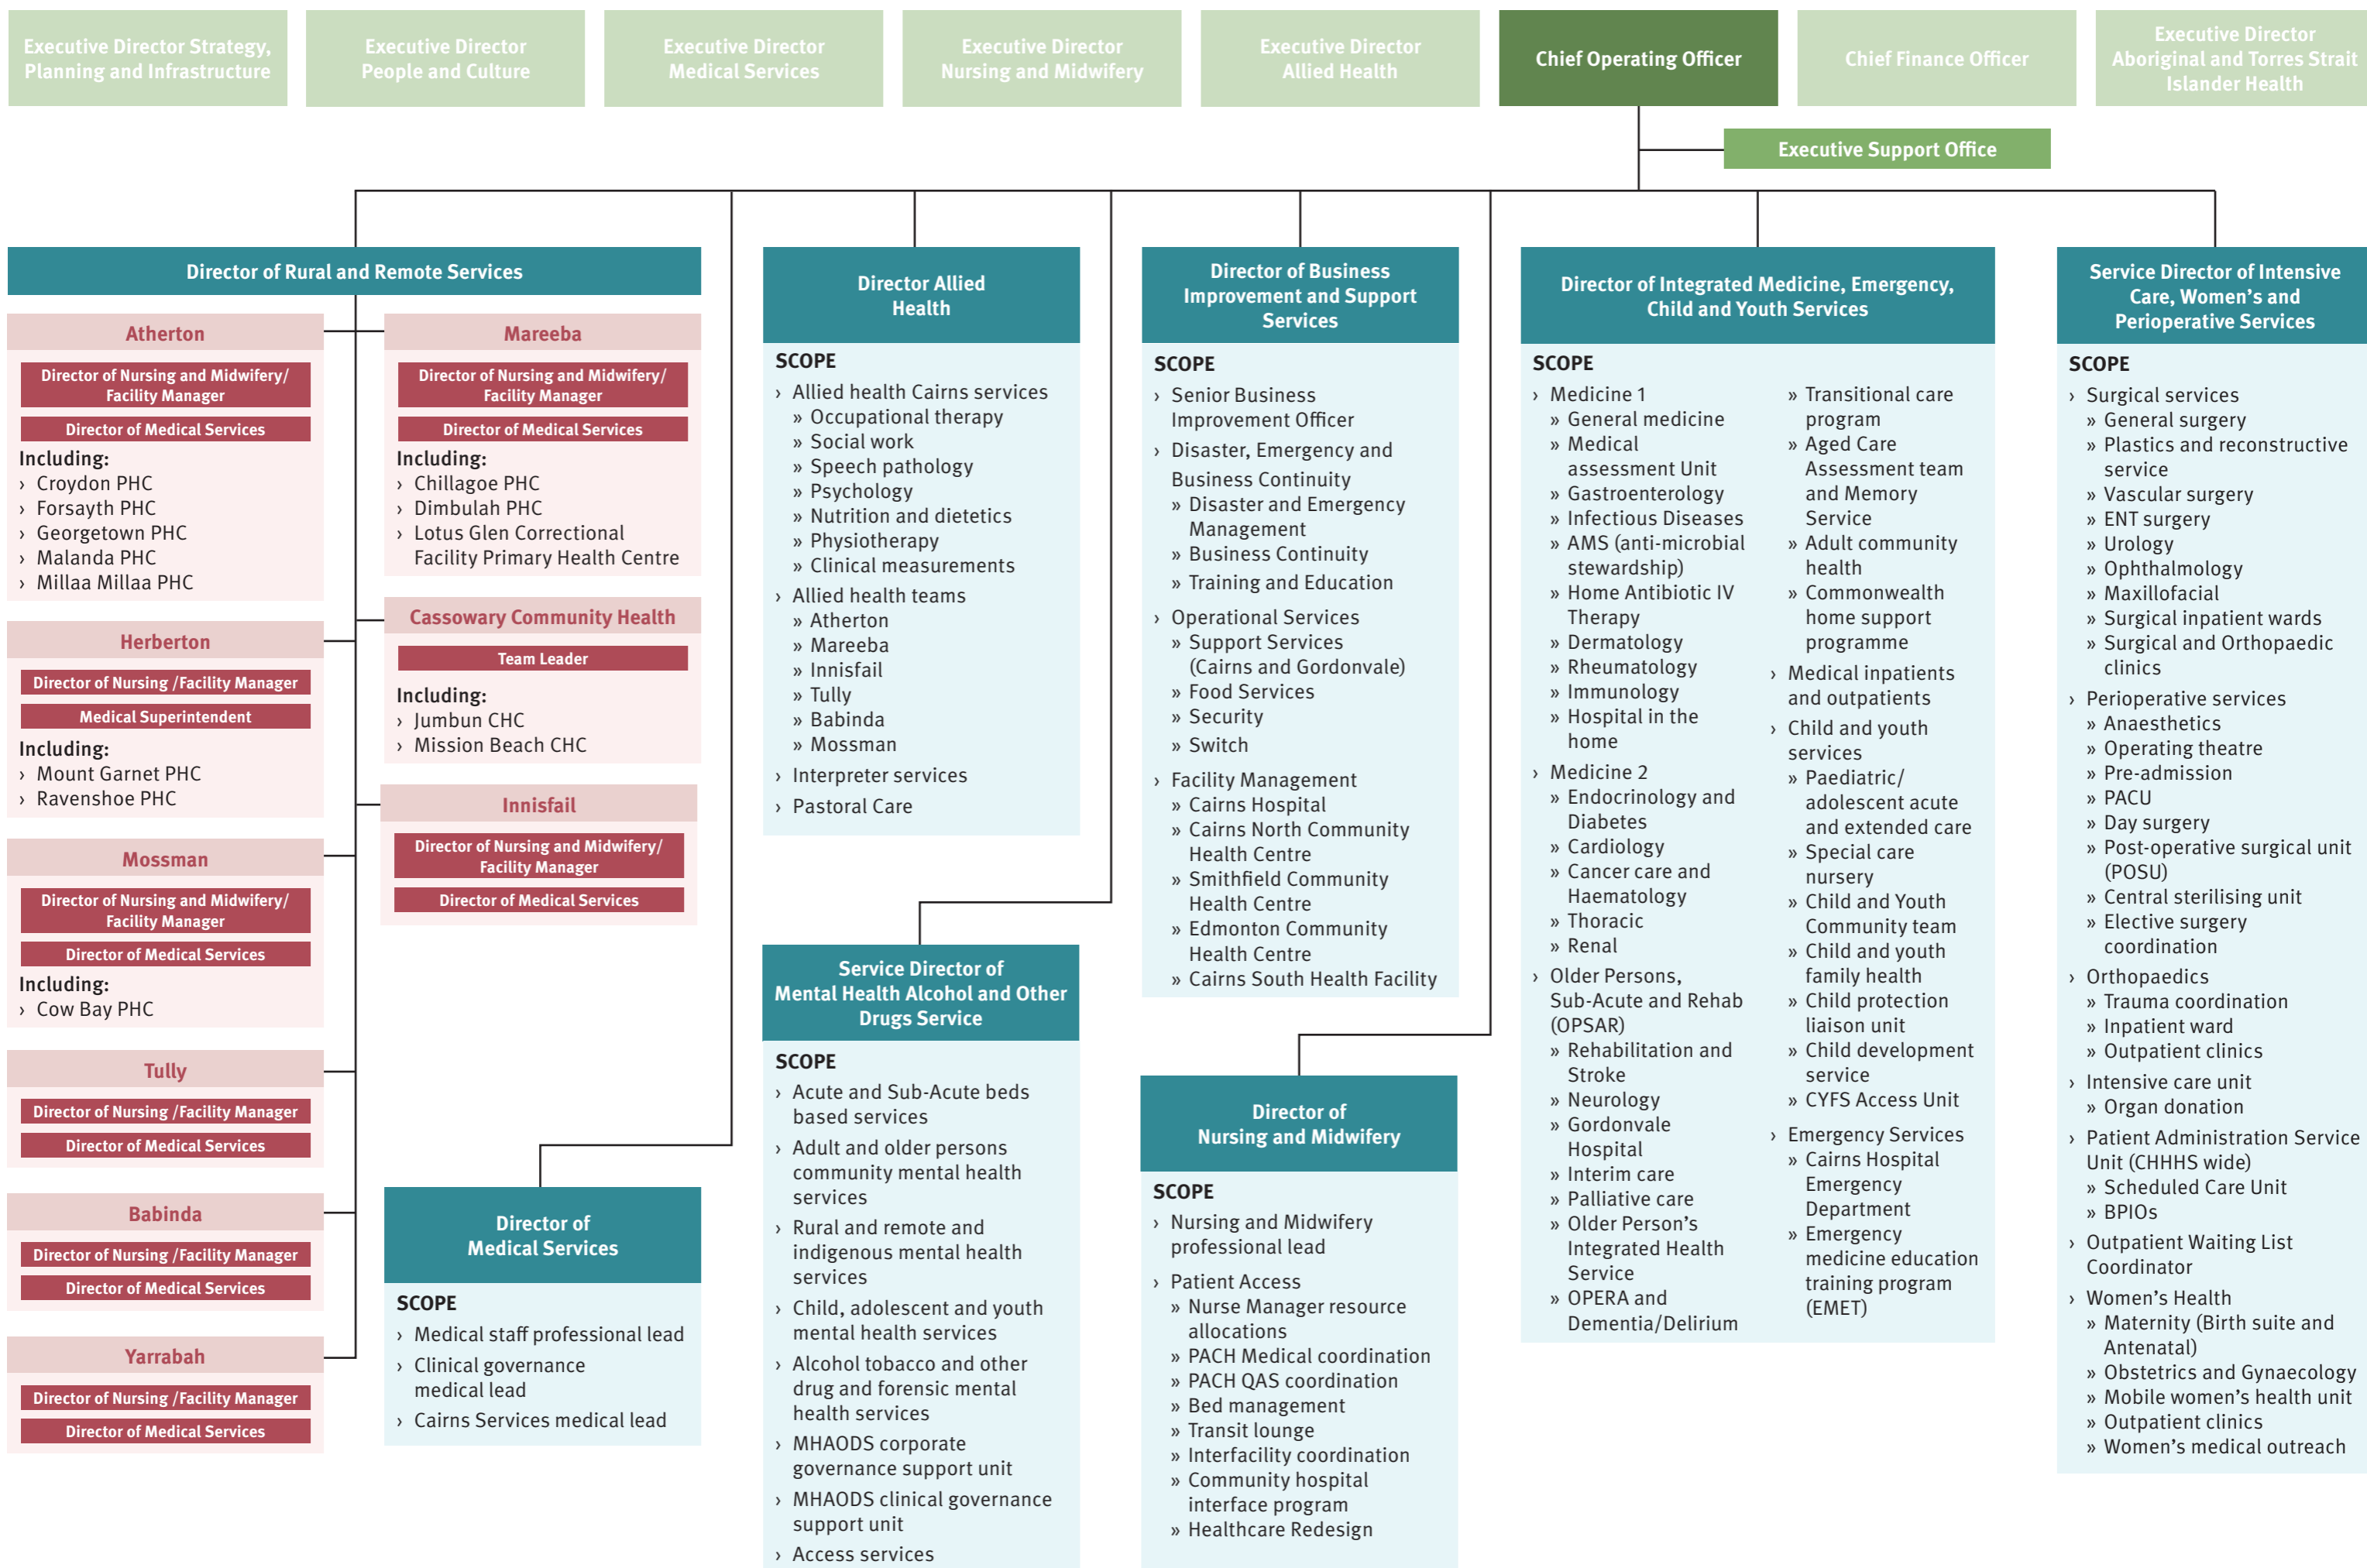 Executive Director Strategy,
Planning and Infrastructure
Executive Director
People and Culture
Executive Director
Medical Services
Executive Director
Nursing and Midwifery
Executive Director
Allied Health
Chief Operating Officer
Chief Finance Officer
Executive Director
Aboriginal and Torres Strait
Islander Health
Executive Support Office
Director of Rural and Remote Services
Atherton
Director of Nursing and Midwifery/
Facility Manager
Director of Medical Services
Including:
› Croydon PHC
› Forsayth PHC
› Georgetown PHC
› Malanda PHC
› Millaa Millaa PHC
Herberton
Director of Nursing /Facility Manager
Medical Superintendent
Including:
› Mount Garnet PHC
› Ravenshoe PHC
Mossman
Director of Nursing and Midwifery/
Facility Manager
Director of Medical Services
Including:
› Cow Bay PHC
Tully
Director of Nursing /Facility Manager
Director of Medical Services
Babinda
Director of Nursing /Facility Manager
Director of Medical Services
Yarrabah
Director of Nursing /Facility Manager
Director of Medical Services
Mareeba
Director of Nursing and Midwifery/
Facility Manager
Director of Medical Services
Including:
› Chillagoe PHC
› Dimbulah PHC
› Lotus Glen Correctional
Facility Primary Health Centre
Cassowary Community Health
Team Leader
Including:
› Jumbun CHC
› Mission Beach CHC
Innisfail
Director of Nursing and Midwifery/
Facility Manager
Director of Medical Services
Director of
Medical Services
SCOPE
› Medical staff professional lead
› Clinical governance
medical lead
› Cairns Services medical lead
Director Allied
Health
SCOPE
› Allied health Cairns services
» Occupational therapy
» Social work
» Speech pathology
» Psychology
» Nutrition and dietetics
» Physiotherapy
» Clinical measurements
› Allied health teams
» Atherton
» Mareeba
» Innisfail
» Tully
» Babinda
» Mossman
› Interpreter services
› Pastoral Care
Service Director of
Mental Health Alcohol and Other
Drugs Service
SCOPE
› Acute and Sub-Acute beds
based services
› Adult and older persons
community mental health
services
› Rural and remote and
indigenous mental health
services
› Child, adolescent and youth
mental health services
› Alcohol tobacco and other
drug and forensic mental
health services
› MHAODS corporate
governance support unit
› MHAODS clinical governance
support unit
› Access services
Director of Business
Improvement and Support
Services
SCOPE
› Senior Business
Improvement Officer
› Disaster, Emergency and
Business Continuity
» Disaster and Emergency
Management
» Business Continuity
» Training and Education
› Operational Services
» Support Services
(Cairns and Gordonvale)
» Food Services
» Security
» Switch
› Facility Management
» Cairns Hospital
» Cairns North Community
Health Centre
» Smithfield Community
Health Centre
» Edmonton Community
Health Centre
» Cairns South Health Facility
Director of
Nursing and Midwifery
SCOPE
› Nursing and Midwifery
professional lead
› Patient Access
» Nurse Manager resource
allocations
» PACH Medical coordination
» PACH QAS coordination
» Bed management
» Transit lounge
» Interfacility coordination
» Community hospital
interface program
» Healthcare Redesign
Director of Integrated Medicine, Emergency,
Child and Youth Services
SCOPE
› Medicine 1
» General medicine
» Medical
assessment Unit
» Gastroenterology
» Infectious Diseases
» AMS (anti-microbial
stewardship)
» Home Antibiotic IV
Therapy
» Dermatology
» Rheumatology
» Immunology
» Hospital in the
home
› Medicine 2
» Endocrinology and
Diabetes
» Cardiology
» Cancer care and
Haematology
» Thoracic
» Renal
› Older Persons,
Sub-Acute and Rehab
(OPSAR)
» Rehabilitation and
Stroke
» Neurology
» Gordonvale
Hospital
» Interim care
» Palliative care
» Older Person's
Integrated Health
Service
» OPERA and
Dementia/Delirium
» Transitional care
program
» Aged Care
Assessment team
and Memory
Service
» Adult community
health
» Commonwealth
home support
programme
› Medical inpatients
and outpatients
› Child and youth
services
» Paediatric/
adolescent acute
and extended care
» Special care
nursery
» Child and Youth
Community team
» Child and youth
family health
» Child protection
liaison unit
» Child development
service
» CYFS Access Unit
› Emergency Services
» Cairns Hospital
Emergency
Department
» Emergency
medicine education
training program
(EMET)
Service Director of Intensive
Care, Women's and
Perioperative Services
SCOPE
› Surgical services
» General surgery
» Plastics and reconstructive
service
» Vascular surgery
» ENT surgery
» Urology
» Ophthalmology
» Maxillofacial
» Surgical inpatient wards
» Surgical and Orthopaedic
clinics
› Perioperative services
» Anaesthetics
» Operating theatre
» Pre-admission
» PACU
» Day surgery
» Post-operative surgical unit
(POSU)
» Central sterilising unit
» Elective surgery
coordination
› Orthopaedics
» Trauma coordination
» Inpatient ward
» Outpatient clinics
› Intensive care unit
» Organ donation
› Patient Administration Service
Unit (CHHHS wide)
» Scheduled Care Unit
» BPIOs
› Outpatient Waiting List
Coordinator
› Women's Health
» Maternity (Birth suite and
Antenatal)
» Obstetrics and Gynaecology
» Mobile women's health unit
» Outpatient clinics
» Women's medical outreach